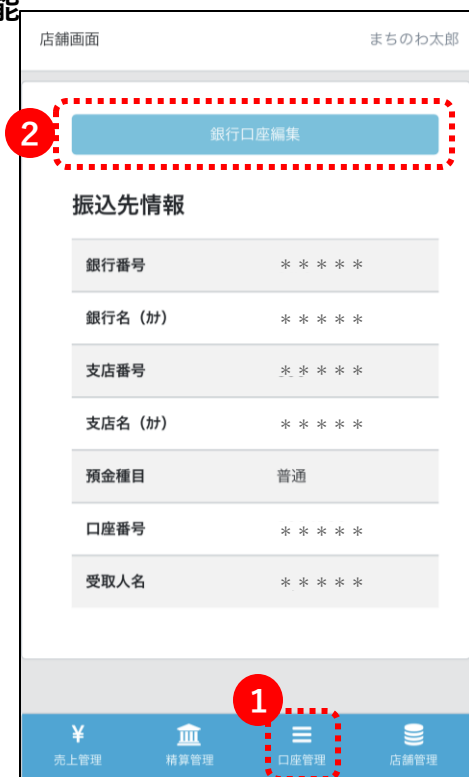 能
店舗画面 まちのわ太郎
2
銀行口座編集
振込先情報
銀行番号 *****
銀行名（ｶﾅ） *****
支店番号 *****
支店名（ｶﾅ） *****
預金種目 普通
口座番号 *****
受取人名 *****
1
¥
売上管理 精算管理 口座管理 店舗管理